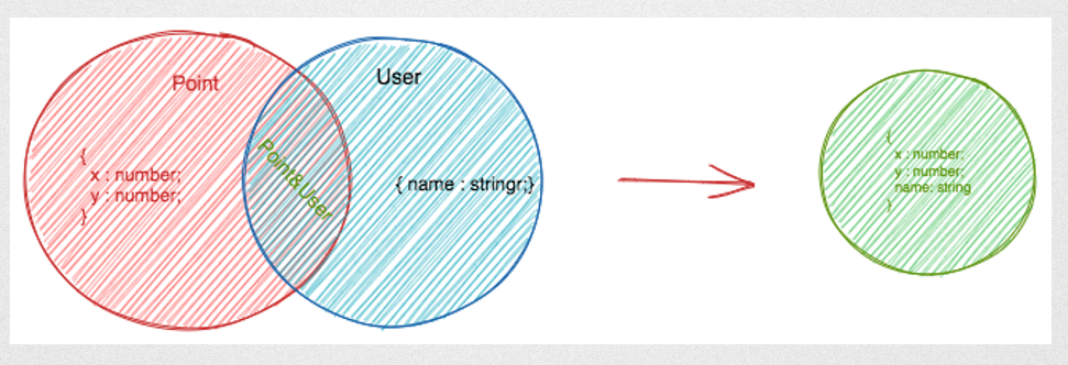 Point
{
x : number;
y : number;
}
User
{ name : stringr;}
Point&User
{
x : number;
y : number;
name: string
}